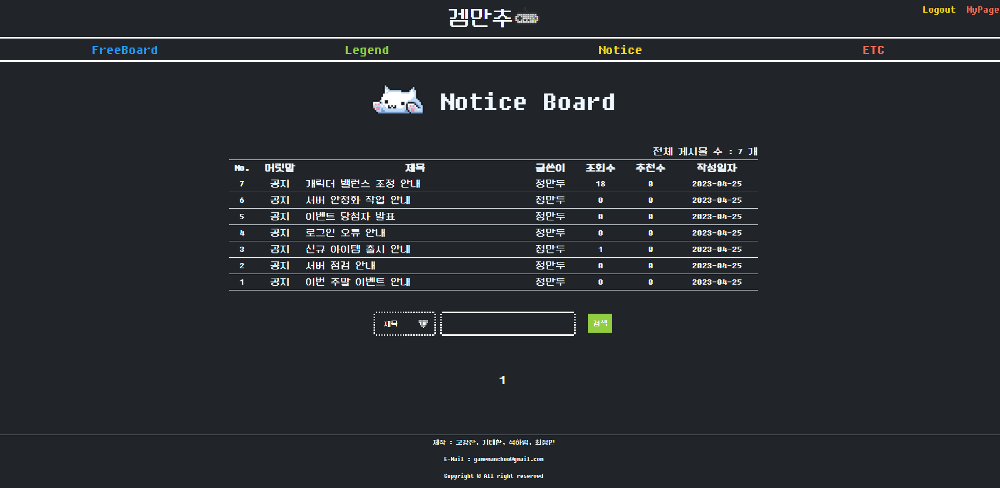 겜만추
Logout MyPage
FreeBoard Legend Notice ETC
Notice Board
전체 게시물 수 : 7 개
No. 머릿말 제목 글쓴이 조회수 추천수 작성일자
7 공지 캐릭터 밸런스 조정 안내 정만두 18 0 2023-04-25
6 공지 서버 안정화 작업 안내 정만두 0 0 2023-04-25
5 공지 이벤트 당첨자 발표 정만두 0 0 2023-04-25
4 공지 로그인 오류 안내 정만두 0 0 2023-04-25
3 공지 신규 아이템 출시 안내 정만두 1 0 2023-04-25
2 공지 서버 점검 안내 정만두 0 0 2023-04-25
1 공지 이번 주말 이벤트 안내 정만두 0 0 2023-04-25
제목 검색
1
제작 : 고강찬, 기태환, 석하림, 최정민
E-Mail : gamemanchoo@gmail.com
Copyright © All right reserved